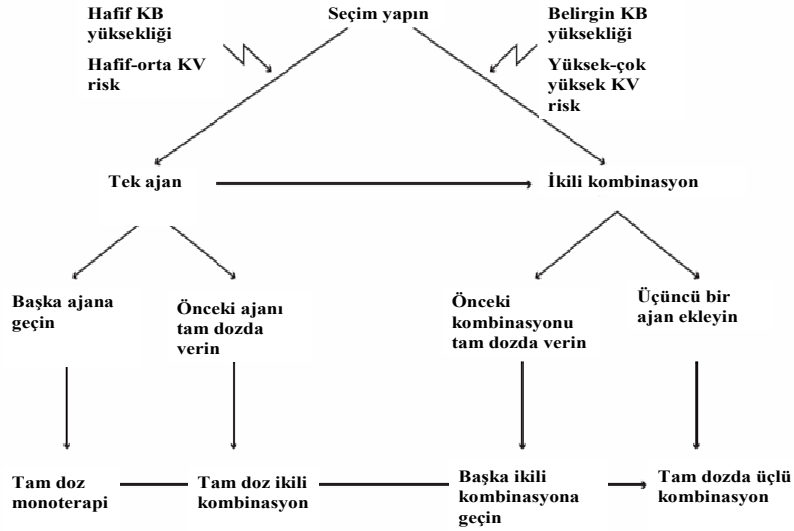 Hafif KB
yüksekliği
Hafif-orta KV
risk
Seçim yapın
Belirgin KB
yüksekliği
Yüksek-çok
yüksek KV
risk
Tek ajan
İkili kombinasyon
Başka ajana
geçin
Önceki ajanı
tam dozda
verin
Önceki
kombinasyonu
tam dozda verin
Üçüncü bir
ajan ekleyin
Tam doz
monoterapi
Tam doz ikili
kombinasyon
Başka ikili
kombinasyona
geçin
Tam dozda üçlü
kombinasyon